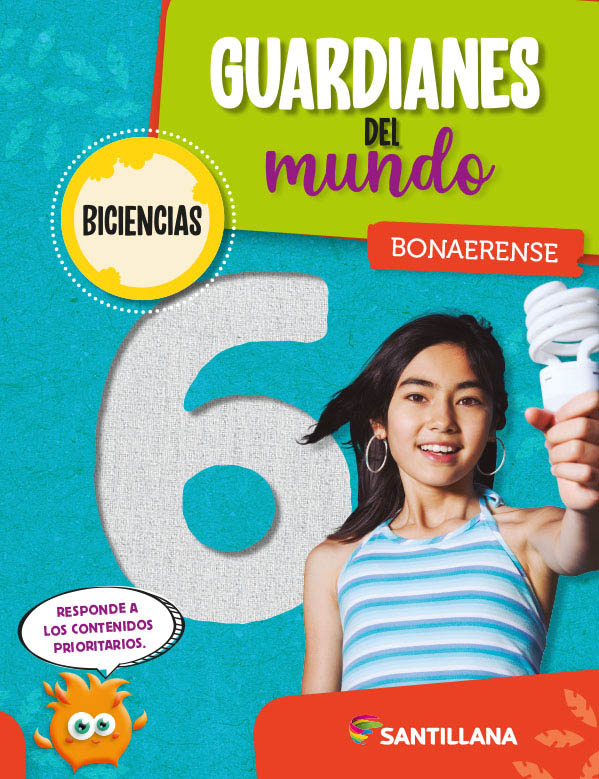 GUARDIANES
DEL
mundo
BICIENCIAS
BONAERENSE
6
RESPONDE A
LOS CONTENIDOS
PRIORITARIOS.
SANTILLANA